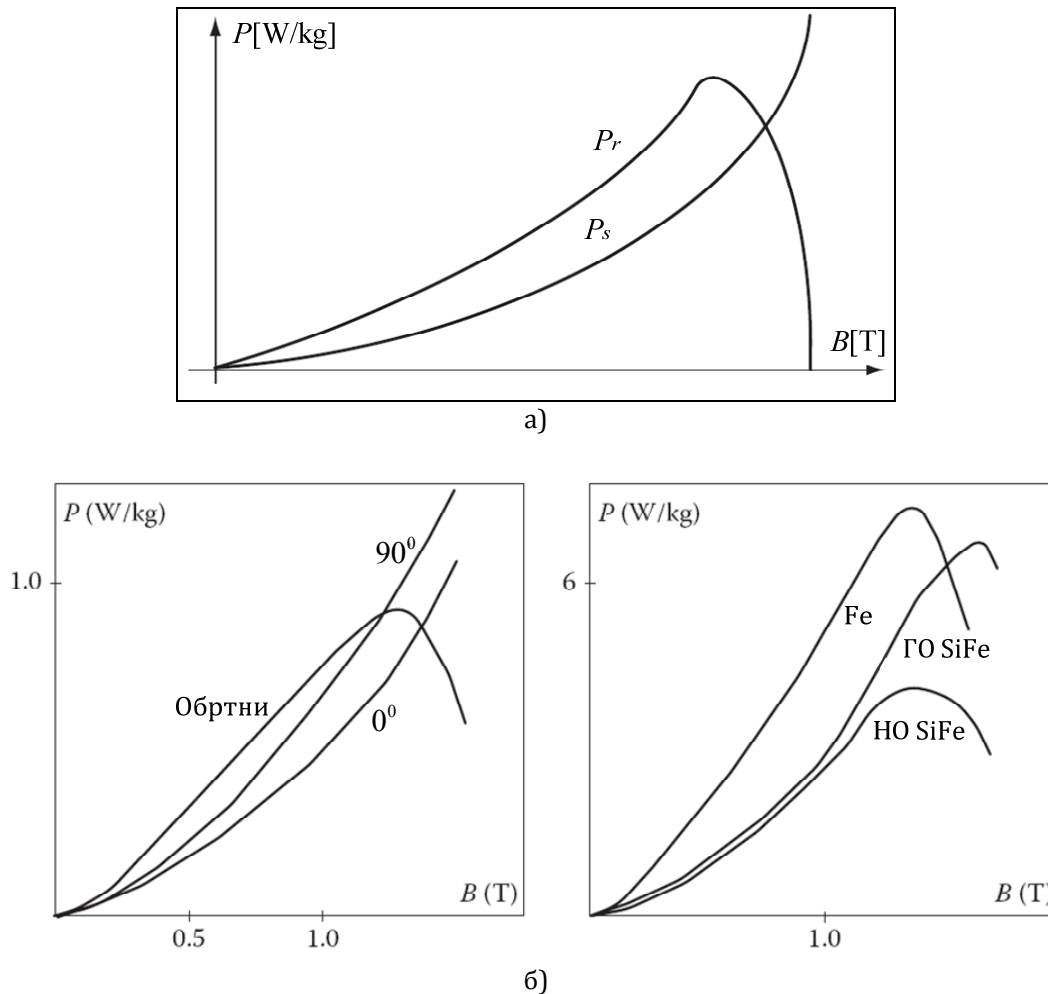 P[W/kg]
Pr
Ps
B[T]
а)
P (W/kg)
90⁰
1.0
Обртни
0⁰
B (T)
0.5
1.0
P (W/kg)
6
Fe
ГО SiFe
НО SiFe
B (T)
1.0
б)